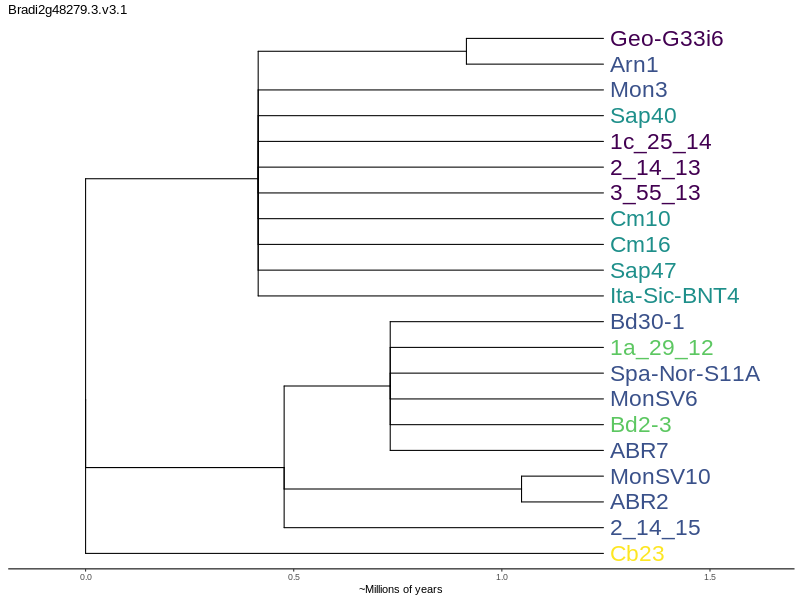 Bradi2g48279.3.v3.1
Geo-G33i6
Arn1
Mon3
Sap40
1c_25_14
2_14_13
3_55_13
Cm10
Cm16
Sap47
Ita-Sic-BNT4
Bd30-1
1a_29_12
Spa-Nor-S11A
MonSV6
Bd2-3
ABR7
MonSV10
ABR2
2_14_15
Cb23
0.0 0.5 1.0 1.5
~Millions of years